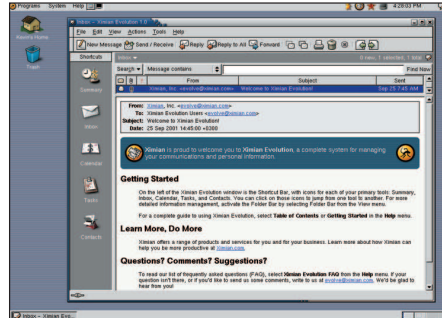 Programs System Help 4:28:03 PM
Inbox - Ximian Evolution 1.0
File Edit View Actions Tools Help
New Message Send / Receive Reply Reply to All Forward
Shortcuts Inbox 1 selected, 1 total
Search Message contains Find Now
From Subject Sent
Ximian, Inc. <evolve@ximian.com> Welcome to Ximian Evolution! Sep 25 7:45 AM
Trash
Summary
Inbox
Calendar
Tasks
Contacts
From: Ximian, Inc. <evolve@ximian.com>
To: Ximian Evolution Users <evolve@ximian.com>
Subject: Welcome to Ximian Evolution!
Date: 25 Sep 2001 14:45:00 +0300
Ximian is proud to welcome you to Ximian Evolution, a complete system for managing
your communications and personal information.
Getting Started
On the left of the Ximian Evolution window is the Shortcut Bar, with icons for each of your primary tools: Summary,
Inbox, Calendar, Tasks, and Contacts. You can click on those icons to jump from one tool to another. For more
detailed information management, activate the Folder Bar by selecting Folder Bar from the View menu.
For a complete guide to using Ximian Evolution, select Table of Contents or Getting Started in the Help menu.
Learn More, Do More
Ximian offers a range of products and services for you and for your business. Learn more about how Ximian can
help you be more productive at Ximian.com.
Questions? Comments? Suggestions?
To read our list of frequently asked questions (FAQ), select Ximian Evolution FAQ from the Help menu. If your
question isn't there, or if you'd like to send us some comments, write to us at evolve@ximian.com. We'd be glad to
hear from you!
Inbox - Ximian Evo...